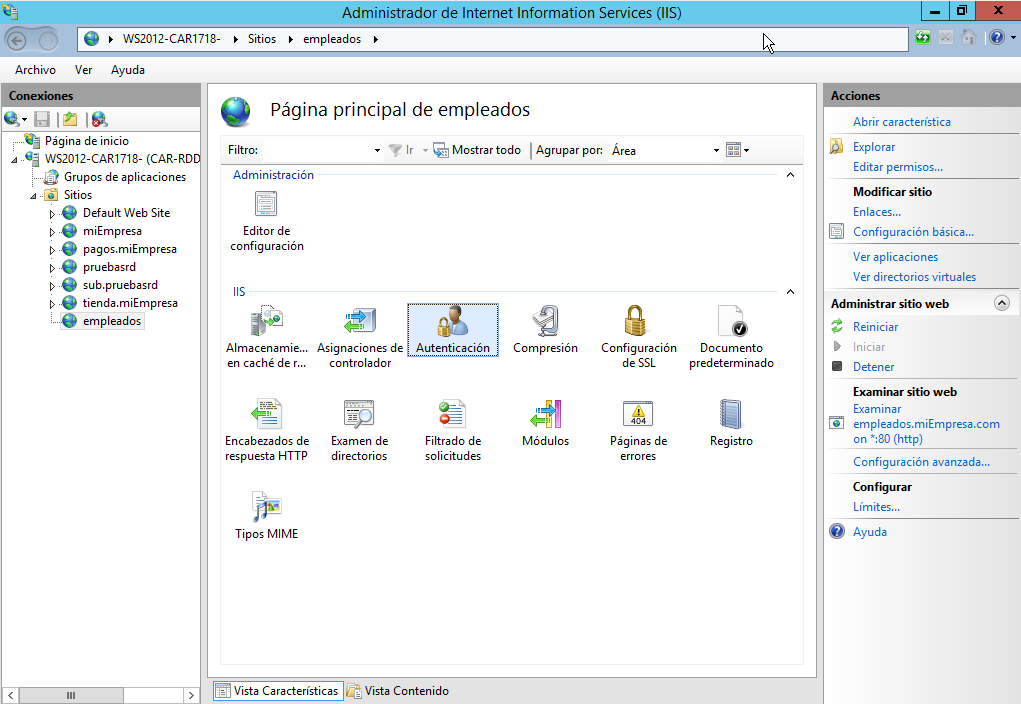 Administrador de Internet Information Services (IIS)
WS2012-CAR1718- Sitios empleados
Archivo Ver Ayuda
Conexiones
Página de inicio
WS2012-CAR1718- (CAR-RDD
Grupos de aplicaciones
Sitios
Default Web Site
miEmpresa
pagos.miEmpresa
pruebasrd
sub.pruebasrd
tienda.miEmpresa
empleados
Página principal de empleados
Filtro: Ir Mostrar todo Agrupar por: Área
Administración
Editor de
configuración
IIS
Almacenamie... Asignaciones de Autenticación Compresión Configuración Documento
en caché de r... controlador de SSL predeterminado
Encabezados de Examen de Filtrado de Módulos Páginas de Registro
respuesta HTTP directorios solicitudes errores
404
Tipos MIME
Vista Características Vista Contenido
Acciones
Abrir característica
Explorar
Editar permisos...
Modificar sitio
Enlaces...
Configuración básica...
Ver aplicaciones
Ver directorios virtuales
Administrar sitio web
Reiniciar
Iniciar
Detener
Examinar sitio web
Examinar
empleados.miEmpresa.com
on *:80 (http)
Configuración avanzada...
Configurar
Límites...
Ayuda